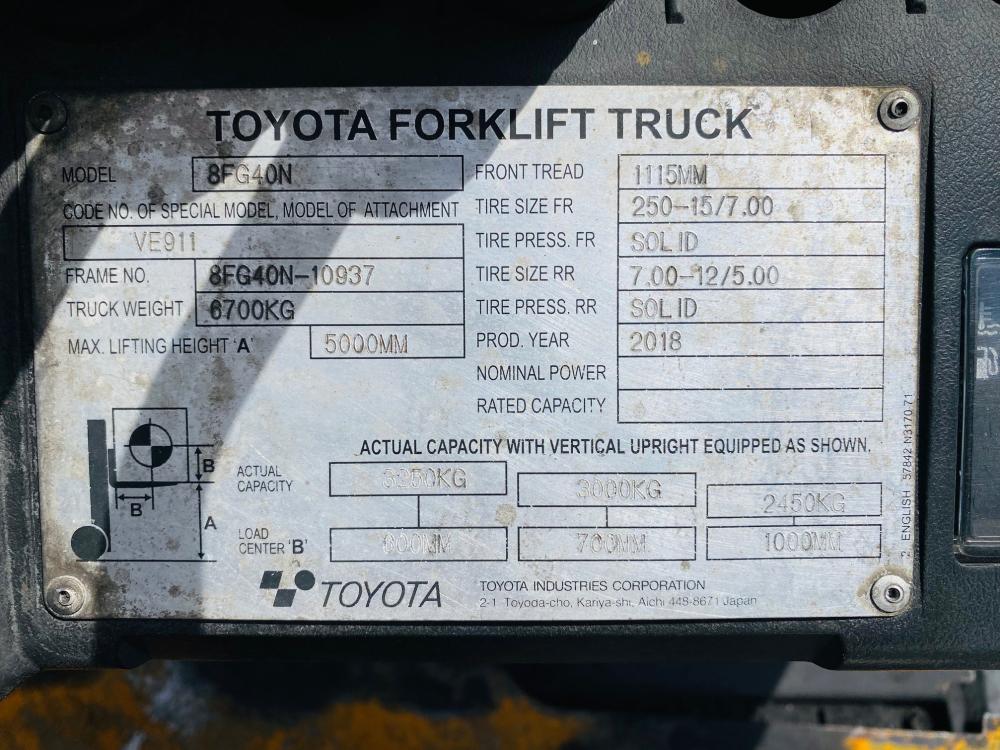 TOYOTA FORKLIFT TRUCK
MODEL 8FG40N
CODE NO. OF SPECIAL MODEL, MODEL OF ATTACHMENT
VE911
FRAME NO. 8FG40N-10937
TRUCK WEIGHT 6700KG
MAX. LIFTING HEIGHT 'A' 5000MM
FRONT TREAD 1115MM
TIRE SIZE FR 250-15/7.00
TIRE PRESS. FR SOLID
TIRE SIZE RR 7.00-12/5.00
TIRE PRESS. RR SOLID
PROD. YEAR 2018
NOMINAL POWER
RATED CAPACITY
ACTUAL CAPACITY WITH VERTICAL UPRIGHT EQUIPPED AS SHOWN.
B
B
A
ACTUAL CAPACITY 3250KG 3000KG 2450KG
LOAD CENTER 'B' 600MM 700MM 1000MM
TOYOTA
TOYOTA INDUSTRIES CORPORATION
2-1 Toyoda-cho, Kariya-shi, Aichi 448-8671 Japan
2 ENGLISH 57842-N3170-71